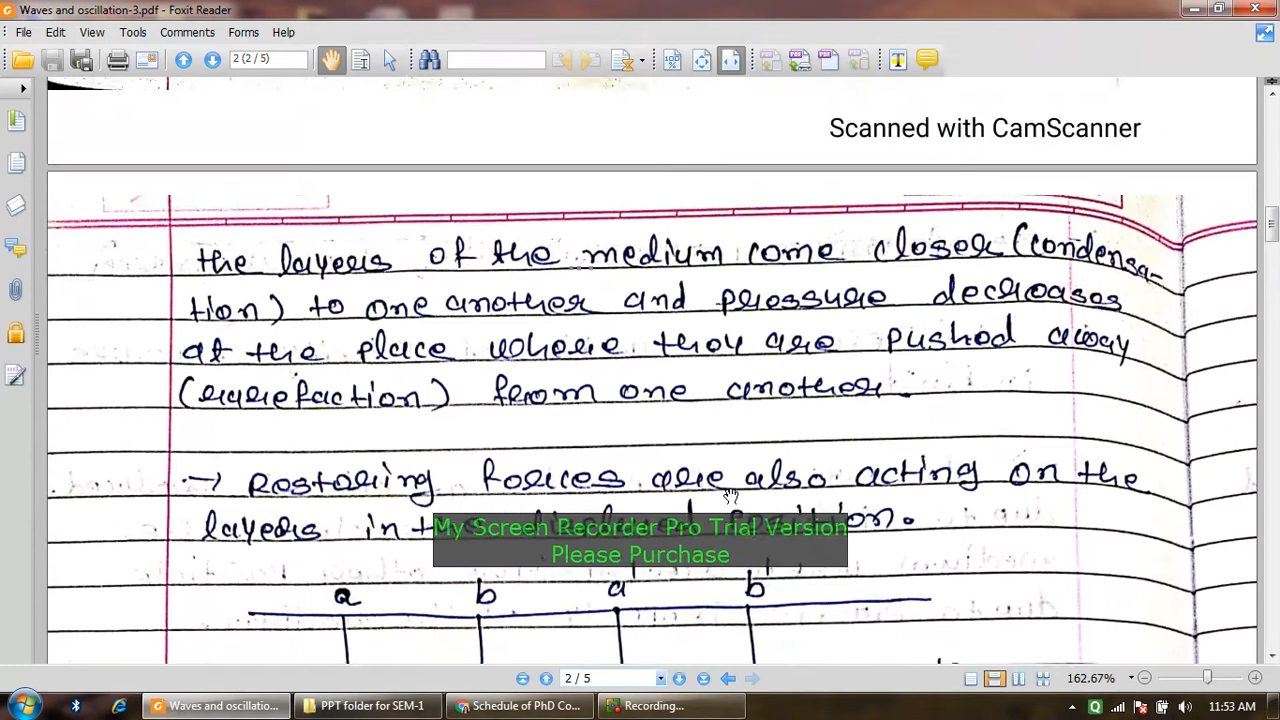 Waves and oscillation-3.pdf - Foxit Reader
File Edit View Tools Comments Forms Help
2 (2 / 5)
Scanned with CamScanner
the layers of the medium come closer (condensa-
tion) to one another and pressure decreases
at the place where they are pushed away
(rarefaction) from one another.
→ Restoring forces are also acting on the
layers in position.
My Screen Recorder Pro Trial Version
Please Purchase
a b a' b'
2 / 5
162.67%
Waves and oscillatio...
PPT folder for SEM-1
Schedule of PhD Co...
Recording...
11:53 AM